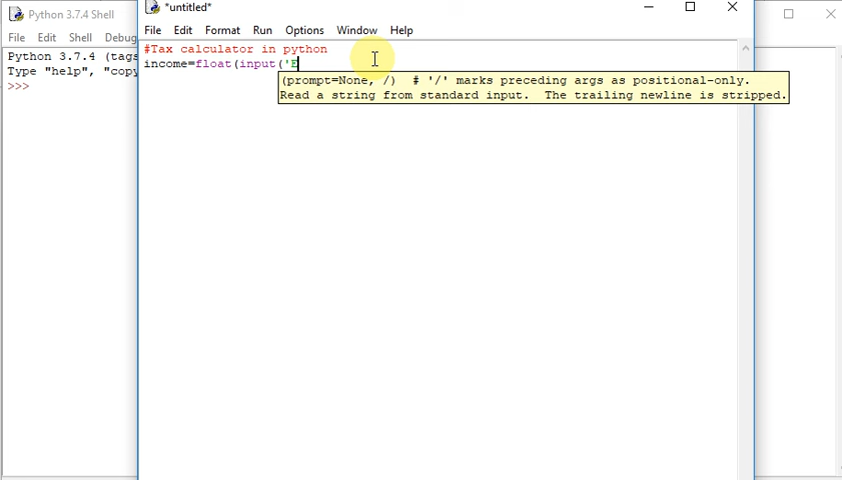 Python 3.7.4 Shell
File Edit Shell Debug
Python 3.7.4 (tags
Type "help", "copy
>>>
*untitled*
File Edit Format Run Options Window Help
#Tax calculator in python
income=float(input('E
(prompt=None, /)  # '/' marks preceding args as positional-only.
Read a string from standard input.  The trailing newline is stripped.